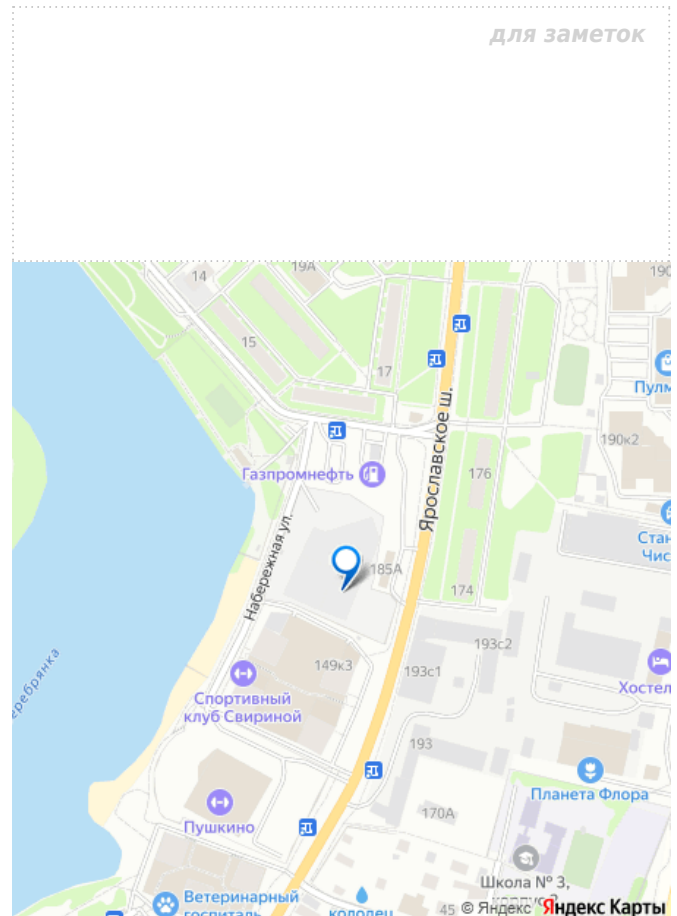 для заметок
14
19А
190
15
17
Пулм
190к2
Газпромнефть
176
Ярославское ш.
Стан
Чис
Набережная ул.
185А
174
193с2
149к3
193с1
еребрянка
Хостел
Спортивный
клуб Свириной
193
Планета Флора
170А
Пушкино
Школа № 3,
Ветеринарный
госпиталь
колодец
45
© Яндекс Яндекс Карты